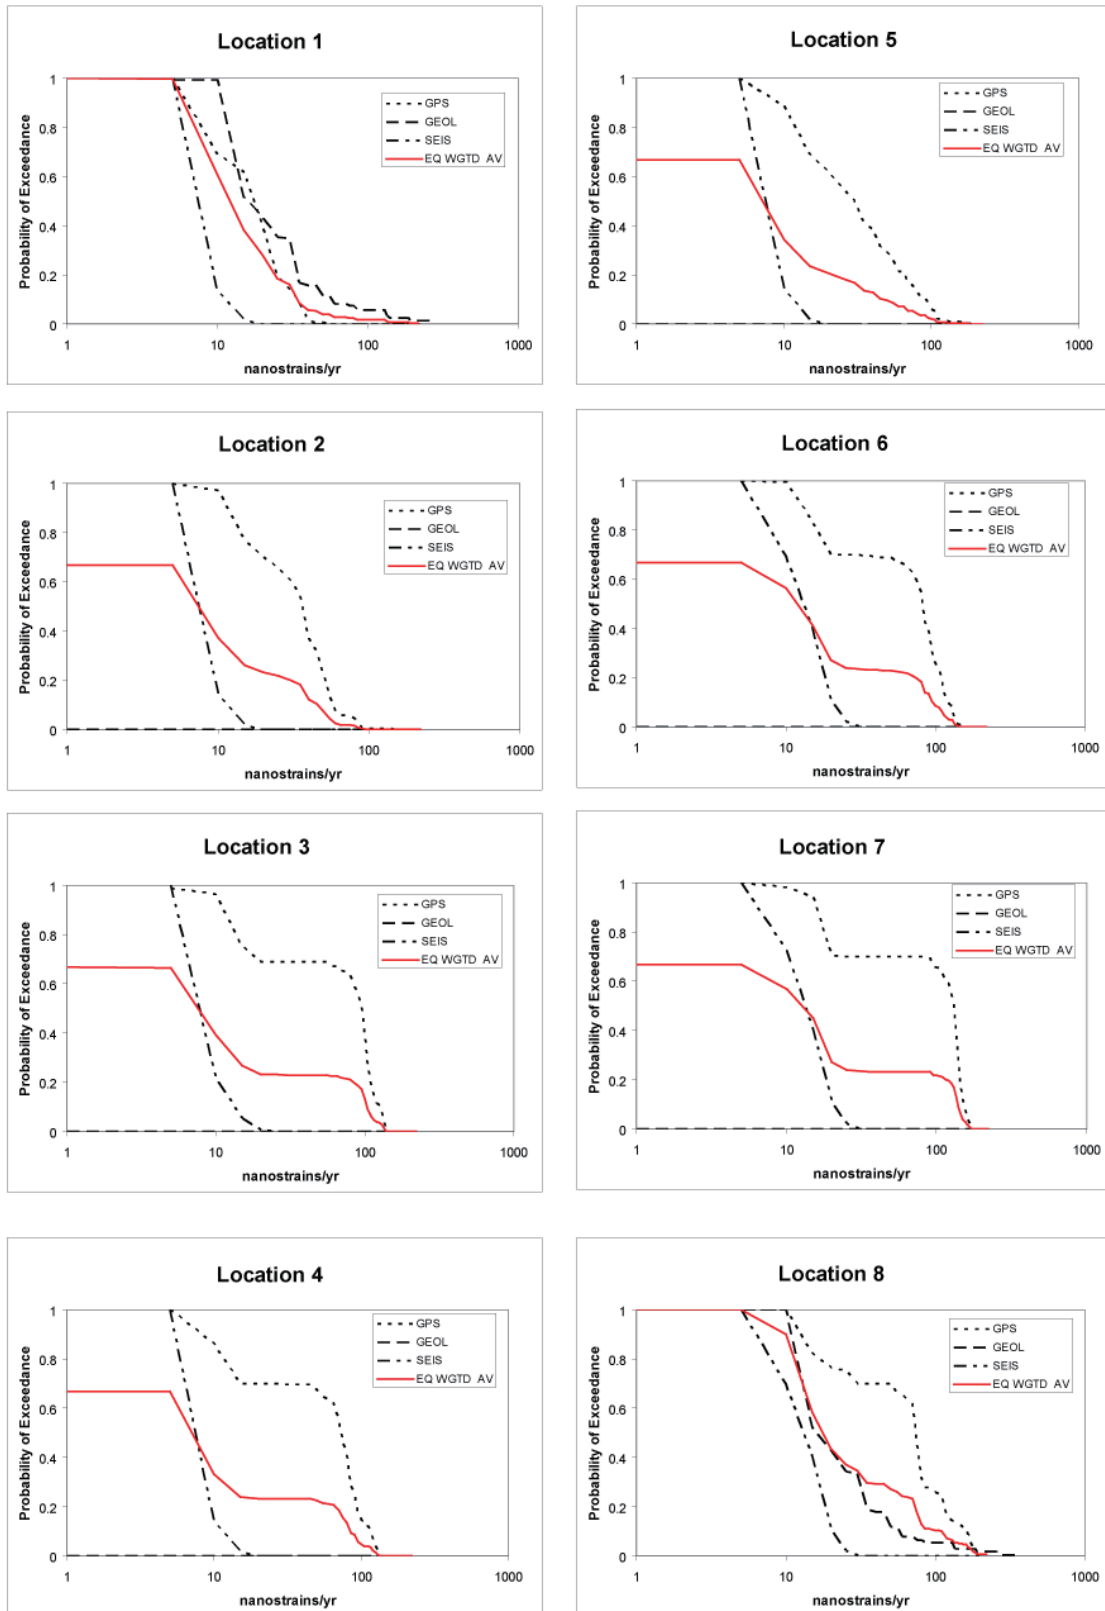 Location 1
Probability of Exceedance
1
0.8
0.6
0.4
0.2
0
1
10
100
1000
nanostrains/yr
GPS
GEOL
SEIS
EQ WGTD AV
Location 5
Probability of Exceedance
1
0.8
0.6
0.4
0.2
0
1
10
100
1000
nanostrains/yr
GPS
GEOL
SEIS
EQ WGTD AV
Location 2
Probability of Exceedance
1
0.8
0.6
0.4
0.2
0
1
10
100
1000
nanostrains/yr
GPS
GEOL
SEIS
EQ WGTD AV
Location 6
Probability of Exceedance
1
0.8
0.6
0.4
0.2
0
1
10
100
1000
nanostrains/yr
GPS
GEOL
SEIS
EQ WGTD AV
Location 3
Probability of Exceedance
1
0.8
0.6
0.4
0.2
0
1
10
100
1000
nanostrains/yr
GPS
GEOL
SEIS
EQ WGTD AV
Location 7
Probability of Exceedance
1
0.8
0.6
0.4
0.2
0
1
10
100
1000
nanostrains/yr
GPS
GEOL
SEIS
EQ WGTD AV
Location 4
Probability of Exceedance
1
0.8
0.6
0.4
0.2
0
1
10
100
1000
nanostrains/yr
GPS
GEOL
SEIS
EQ WGTD AV
Location 8
Probability of Exceedance
1
0.8
0.6
0.4
0.2
0
1
10
100
1000
nanostrains/yr
GPS
GEOL
SEIS
EQ WGTD AV